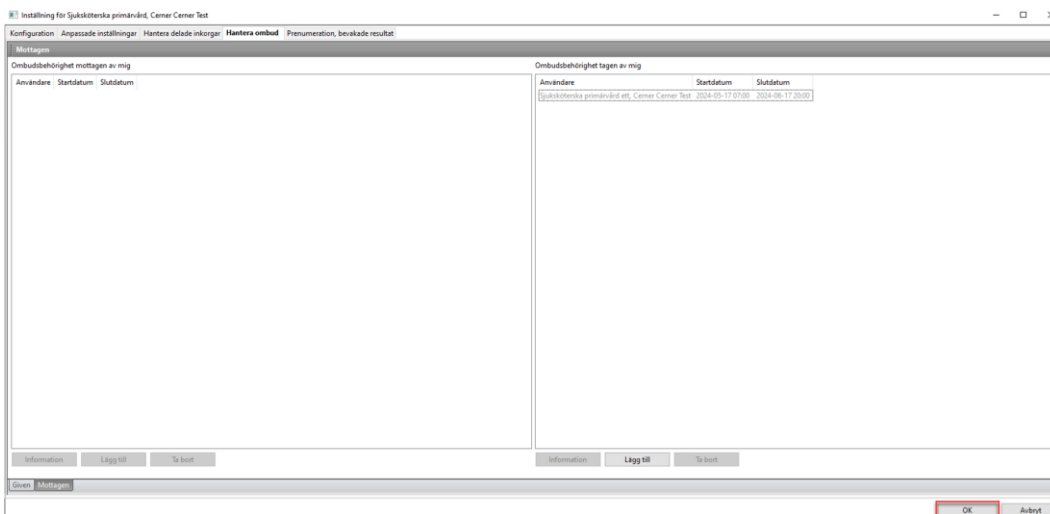 Inställning för Sjuksköterska primärvård, Cerner Cerner Test
Konfiguration Anpassade inställningar Hantera delade inkorgar Hantera ombud Prenumeration, bevakade resultat
Mottagen
Ombudsbehörighet mottagen av mig
Användare Startdatum Slutdatum
Ombudsbehörighet tagen av mig
Användare Startdatum Slutdatum
Sjuksköterska primärvård ett, Cerner Cerner Test 2024-05-17 07:00 2024-06-17 20:00
Information Lägg till Ta bort
Information Lägg till Ta bort
Given Mottagen
OK Avbryt